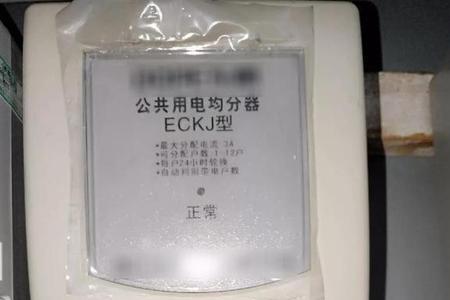 公共用电均分器
ECKJ型
•最大分配电流 3A
•可分配户数 1-12户
•每户24小时轮换
•自动判别带电户数
正常